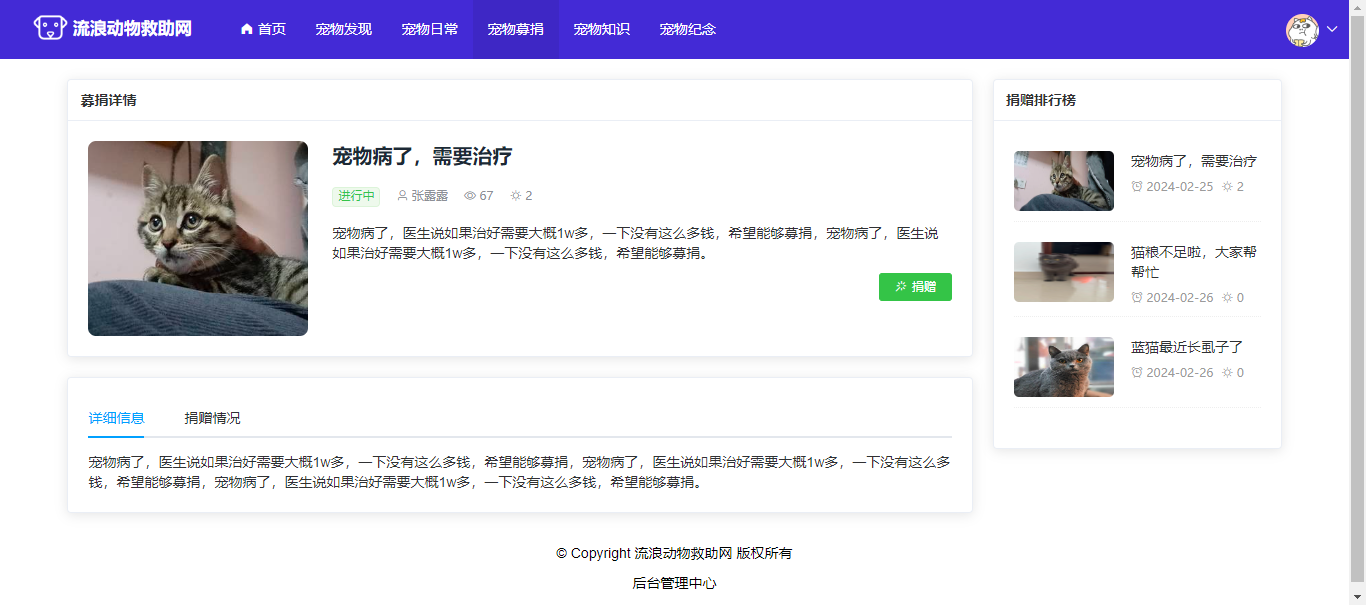 流浪动物救助网 首页 宠物发现 宠物日常 宠物募捐 宠物知识 宠物纪念
募捐详情
宠物病了，需要治疗
进行中 张露露 67 2
宠物病了，医生说如果治好需要大概1w多，一下没有这么多钱，希望能够募捐，宠物病了，医生说
如果治好需要大概1w多，一下没有这么多钱，希望能够募捐。
捐赠
详细信息 捐赠情况
宠物病了，医生说如果治好需要大概1w多，一下没有这么多钱，希望能够募捐，宠物病了，医生说如果治好需要大概1w多，一下没有这么多
钱，希望能够募捐，宠物病了，医生说如果治好需要大概1w多，一下没有这么多钱，希望能够募捐。
捐赠排行榜
宠物病了，需要治疗
2024-02-25 2
猫粮不足啦，大家帮
帮忙
2024-02-26 0
蓝猫最近长虱子了
2024-02-26 0
© Copyright 流浪动物救助网 版权所有
后台管理中心